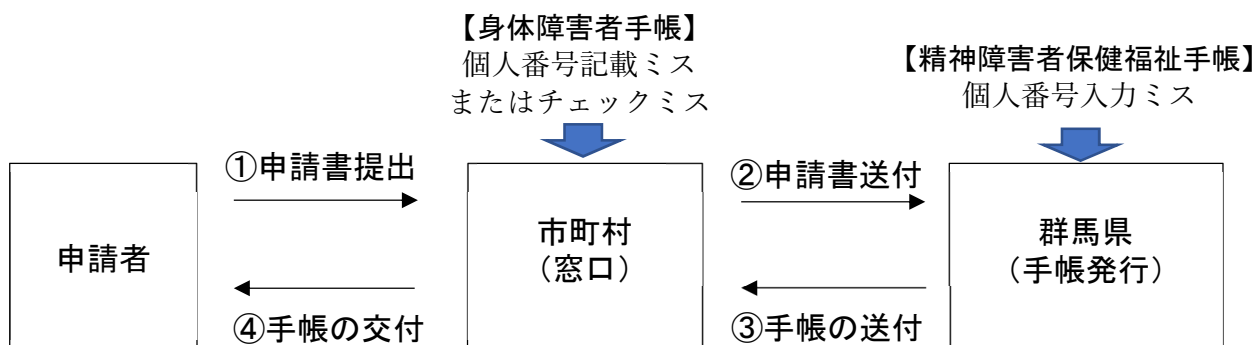 【身体障害者手帳】
個人番号記載ミス
またはチェックミス
【精神障害者保健福祉手帳】
個人番号入力ミス
①申請書提出
②申請書送付
申請者
市町村
（窓口）
群馬県
（手帳発行）
④手帳の交付
③手帳の送付